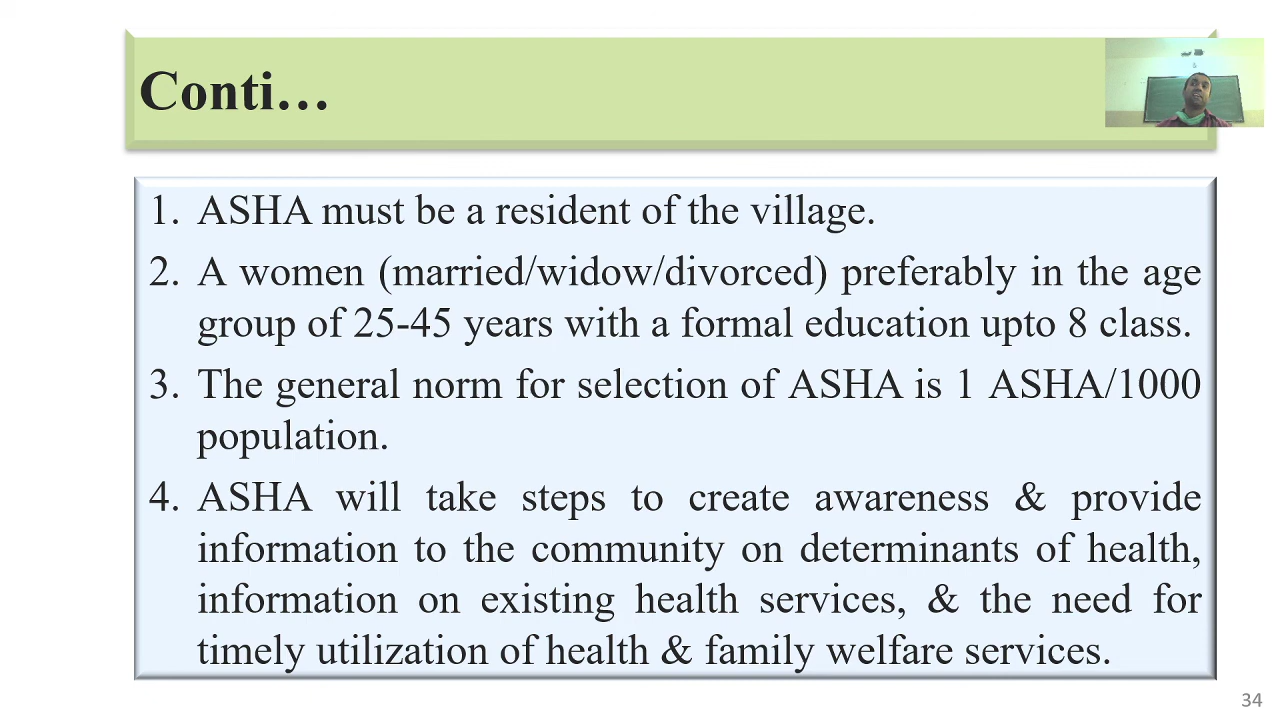 Conti…
1. ASHA must be a resident of the village.
2. A women (married/widow/divorced) preferably in the age
group of 25-45 years with a formal education upto 8 class.
3. The general norm for selection of ASHA is 1 ASHA/1000
population.
4. ASHA will take steps to create awareness & provide
information to the community on determinants of health,
information on existing health services, & the need for
timely utilization of health & family welfare services.
34